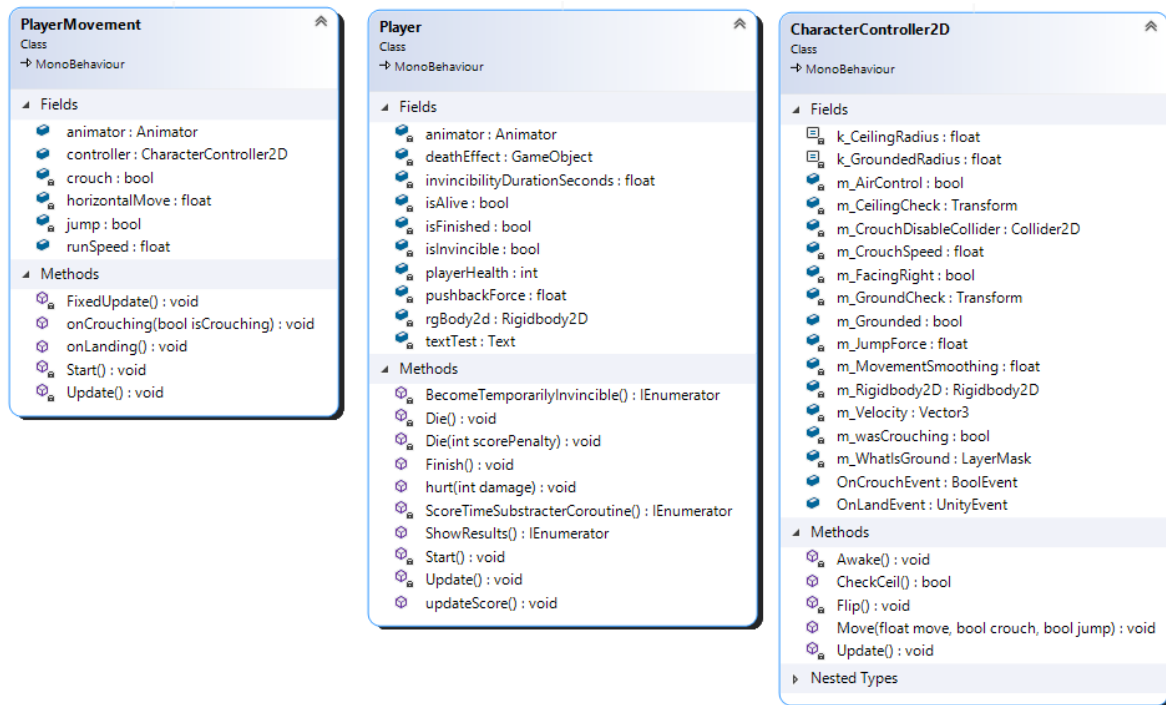 PlayerMovement
Class
MonoBehaviour
Fields
animator : Animator
controller : CharacterController2D
crouch : bool
horizontalMove : float
jump : bool
runSpeed : float
Methods
FixedUpdate() : void
onCrouching(bool isCrouching) : void
onLanding() : void
Start() : void
Update() : void
Player
Class
MonoBehaviour
Fields
animator : Animator
deathEffect : GameObject
invincibilityDurationSeconds : float
isAlive : bool
isFinished : bool
isInvincible : bool
playerHealth : int
pushbackForce : float
rgBody2d : Rigidbody2D
textTest : Text
Methods
BecomeTemporarilyInvincible() : IEnumerator
Die() : void
Die(int scorePenalty) : void
Finish() : void
hurt(int damage) : void
ScoreTimeSubstracterCoroutine() : IEnumerator
ShowResults() : IEnumerator
Start() : void
Update() : void
updateScore() : void
CharacterController2D
Class
MonoBehaviour
Fields
k_CeilingRadius : float
k_GroundedRadius : float
m_AirControl : bool
m_CeilingCheck : Transform
m_CrouchDisableCollider : Collider2D
m_CrouchSpeed : float
m_FacingRight : bool
m_GroundCheck : Transform
m_Grounded : bool
m_JumpForce : float
m_MovementSmoothing : float
m_Rigidbody2D : Rigidbody2D
m_Velocity : Vector3
m_wasCrouching : bool
m_WhatIsGround : LayerMask
OnCrouchEvent : BoolEvent
OnLandEvent : UnityEvent
Methods
Awake() : void
CheckCeil() : bool
Flip() : void
Move(float move, bool crouch, bool jump) : void
Update() : void
Nested Types